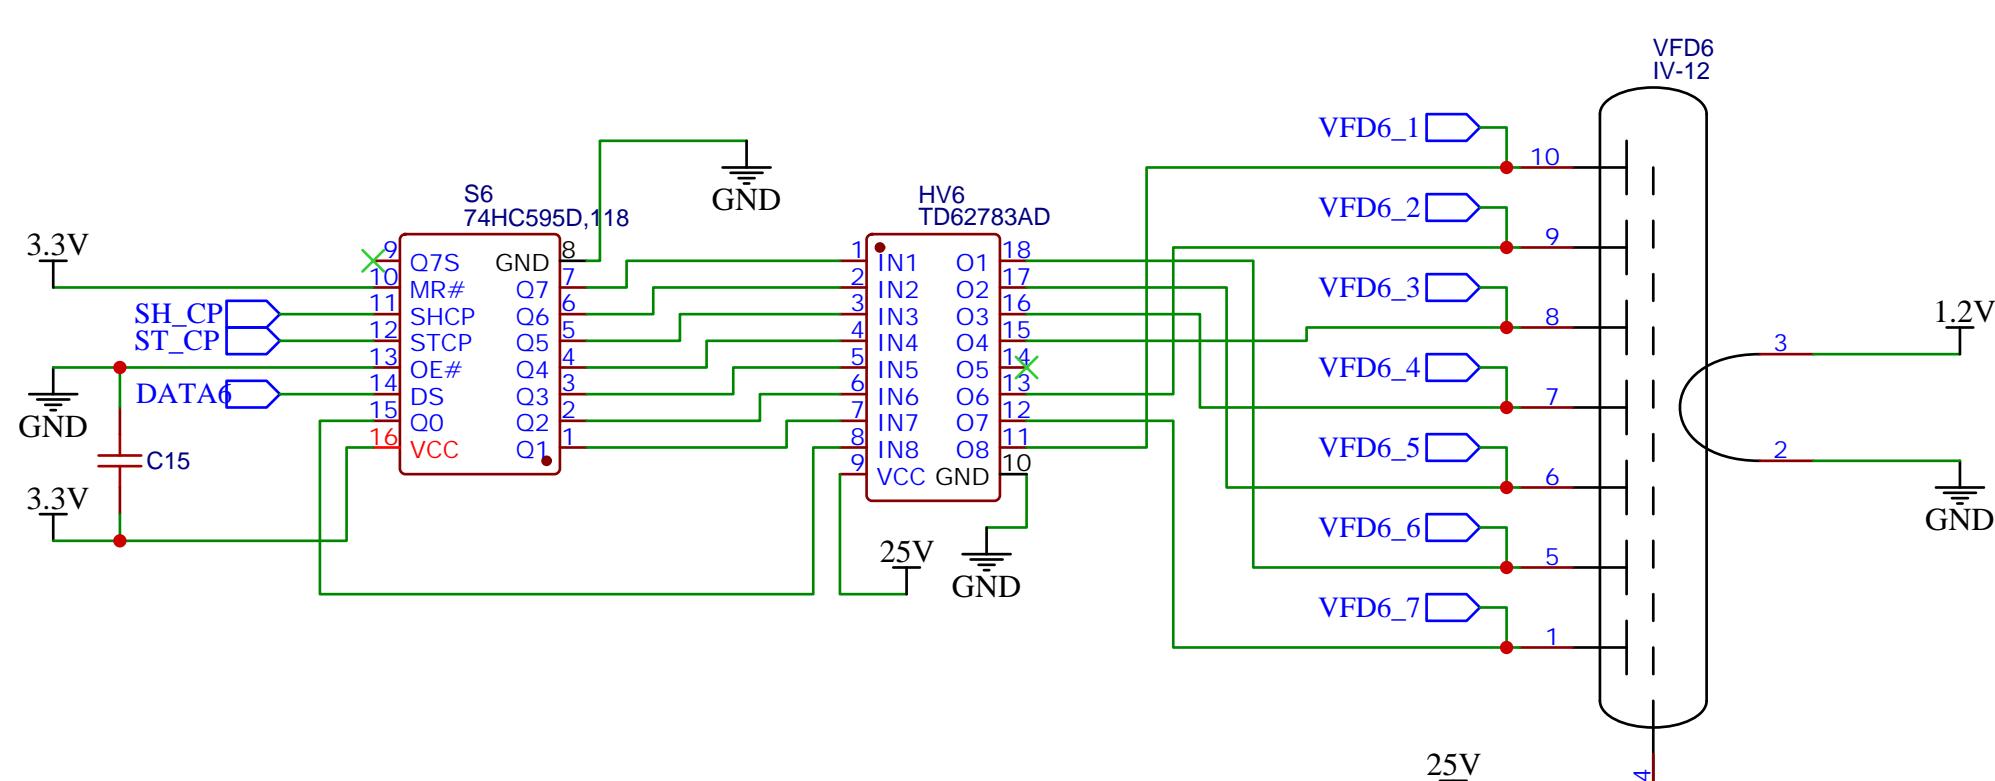 VFD6
IV-12
VFD6_1
10
VFD6_2
9
VFD6_3
8
VFD6_4
7
VFD6_5
6
VFD6_6
5
VFD6_7
1
3
1.2V
2
GND
4
25V
S6
74HC595D,118
GND
3.3V
9 Q7S GND 8
10 MR# Q7 7
11 SHCP Q6 6
12 STCP Q5 5
13 OE# Q4 4
14 DS Q3 3
15 Q0 Q2 2
16 VCC Q1 1
SH_CP
ST_CP
GND
DATA6
C15
3.3V
HV6
TD62783AD
1 IN1 O1 18
2 IN2 O2 17
3 IN3 O3 16
4 IN4 O4 15
5 IN5 O5 14
6 IN6 O6 13
7 IN7 O7 12
8 IN8 O8 11
9 VCC GND 10
25V
GND